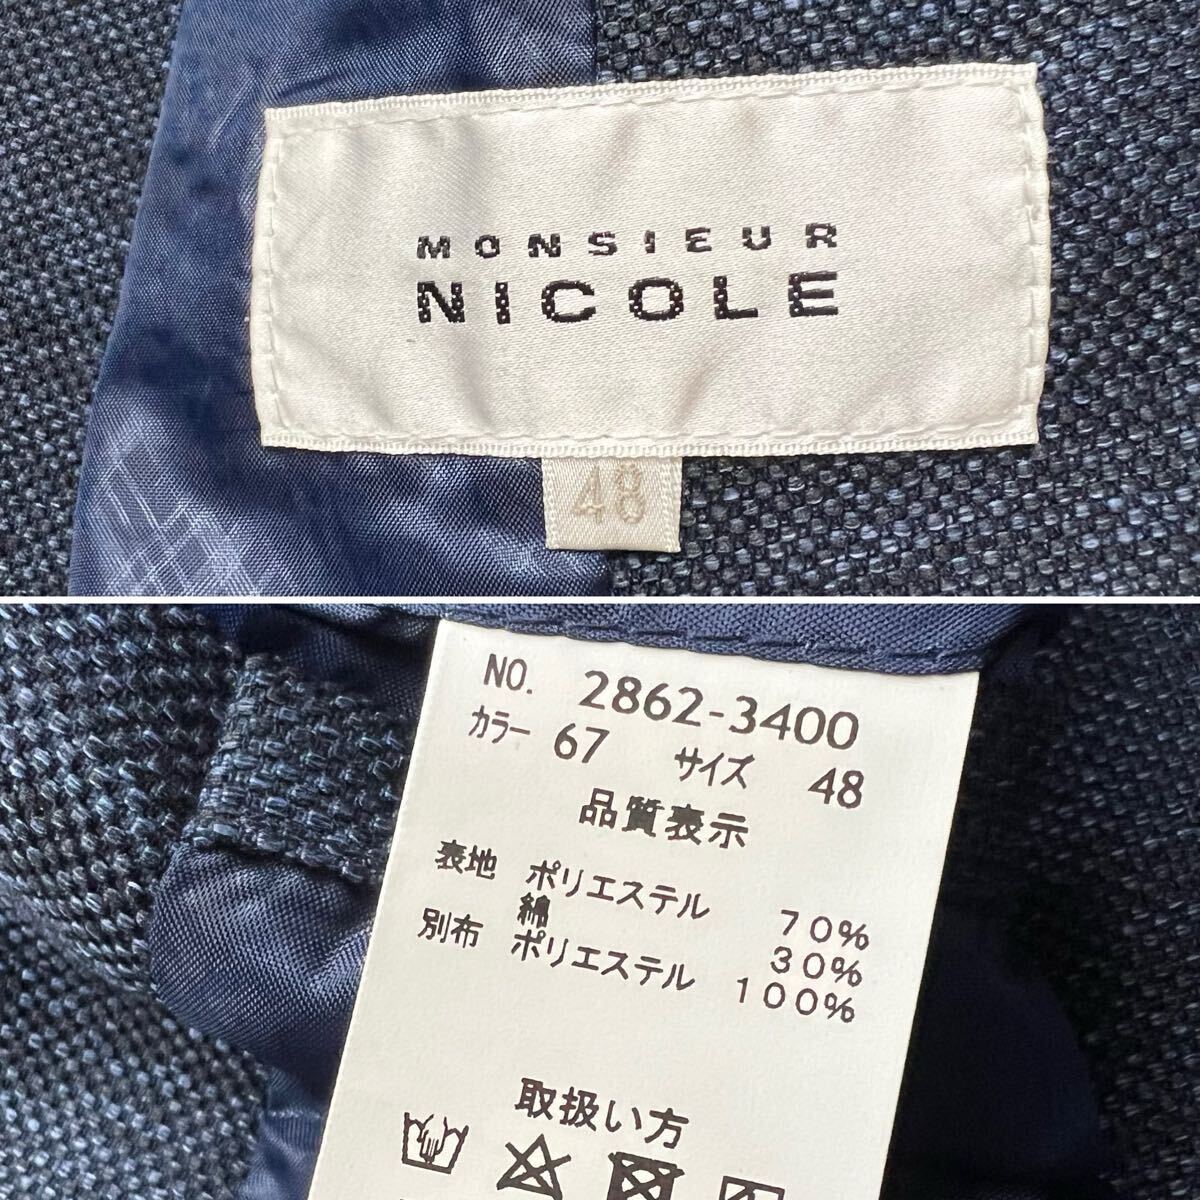 MONSIEUR
NICOLE
48
NO. 2862-3400
カラー 67 サイズ 48
品質表示
表地 ポリエステル 70%
綿 30%
別布 ポリエステル 100%
取扱い方